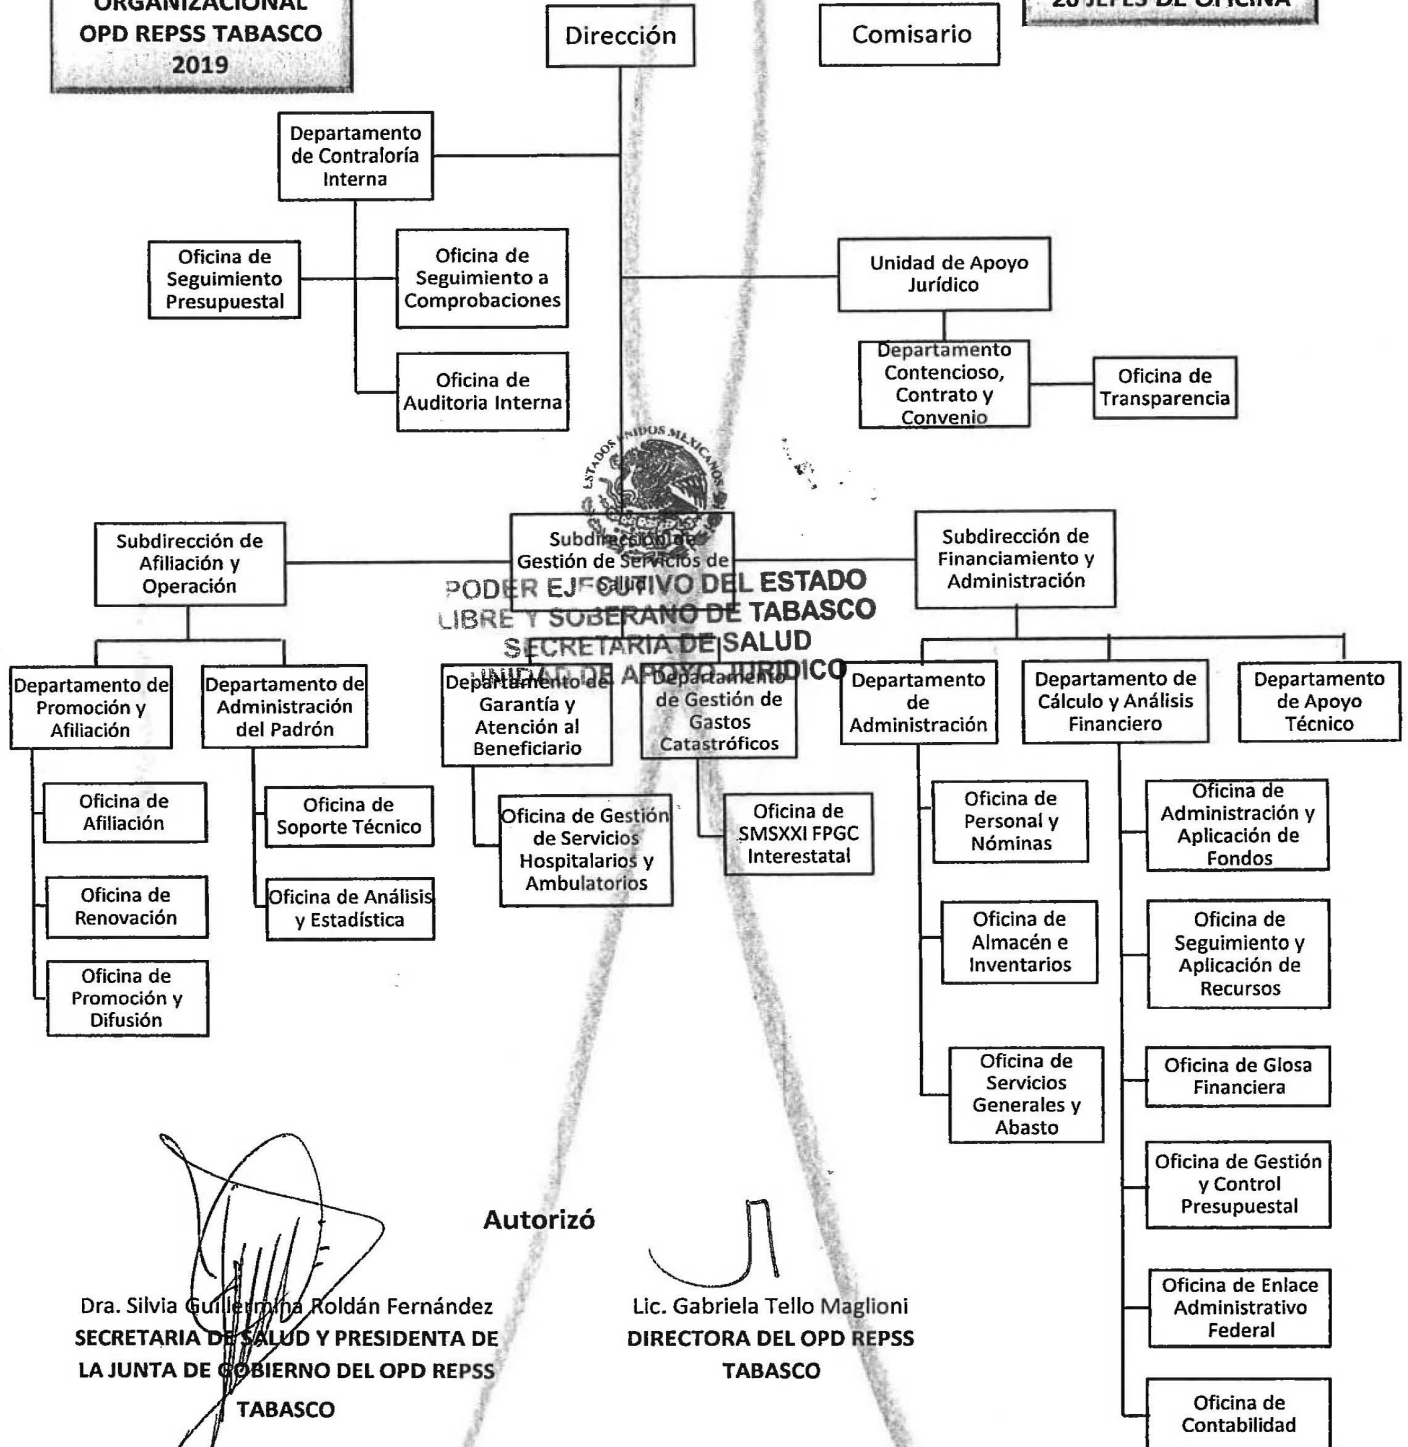 ORGANIZACIONAL
OPD REPSS TABASCO
2019
Dirección
Comisario
20 JEFES DE OFICINA
Departamento
de Contraloría
Interna
Oficina de
Seguimiento
Presupuestal
Oficina de
Seguimiento a
Comprobaciones
Oficina de
Auditoria Interna
Unidad de Apoyo
Jurídico
Departamento
Contencioso,
Contrato y
Convenio
Oficina de
Transparencia
ESTADOS UNIDOS MEXICANOS
Subdirección de
Afiliación y
Operación
Subdirección de
Gestión de Servicios de
Salud
Subdirección de
Financiamiento y
Administración
PODER EJECUTIVO DEL ESTADO
LIBRE Y SOBERANO DE TABASCO
SECRETARIA DE SALUD
UNIDAD DE APOYO JURIDICO
Departamento de
Promoción y
Afiliación
Departamento de
Administración
del Padrón
Departamento de
Garantía y
Atención al
Beneficiario
Departamento
de Gestión de
Gastos
Catastróficos
Departamento
de
Administración
Departamento de
Cálculo y Análisis
Financiero
Departamento
de Apoyo
Técnico
Oficina de
Afiliación
Oficina de
Renovación
Oficina de
Promoción y
Difusión
Oficina de
Soporte Técnico
Oficina de Análisis
y Estadística
Oficina de Gestión
de Servicios
Hospitalarios y
Ambulatorios
Oficina de
SMSXXI FPGC
Interestatal
Oficina de
Personal y
Nóminas
Oficina de
Almacén e
Inventarios
Oficina de
Servicios
Generales y
Abasto
Oficina de
Administración y
Aplicación de
Fondos
Oficina de
Seguimiento y
Aplicación de
Recursos
Oficina de Glosa
Financiera
Oficina de Gestión
y Control
Presupuestal
Oficina de Enlace
Administrativo
Federal
Oficina de
Contabilidad
Autorizó
Dra. Silvia Guillermina Roldán Fernández
SECRETARIA DE SALUD Y PRESIDENTA DE
LA JUNTA DE GOBIERNO DEL OPD REPSS
TABASCO
Lic. Gabriela Tello Maglioni
DIRECTORA DEL OPD REPSS
TABASCO